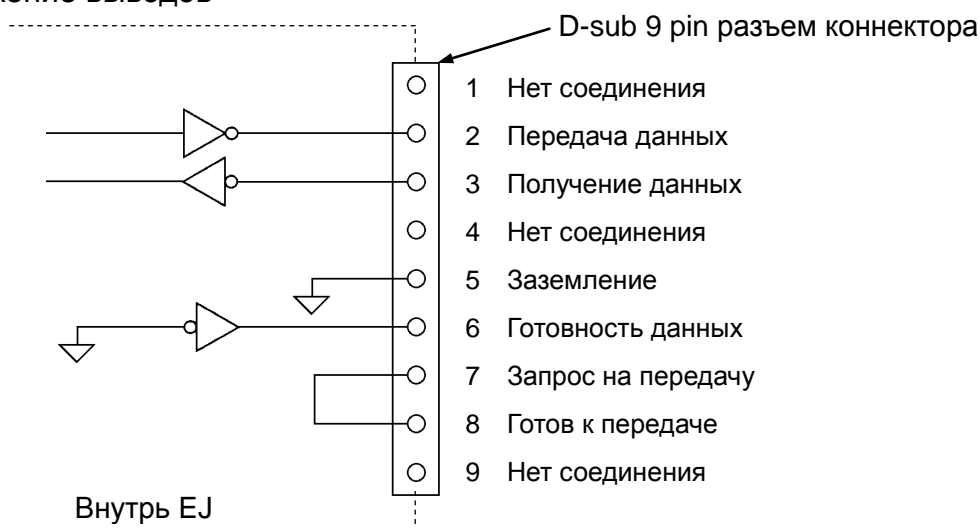 D-sub 9 pin разъем коннектора
1 Нет соединения
2 Передача данных
3 Получение данных
4 Нет соединения
5 Заземление
6 Готовность данных
7 Запрос на передачу
8 Готов к передаче
9 Нет соединения
Внутрь EJ